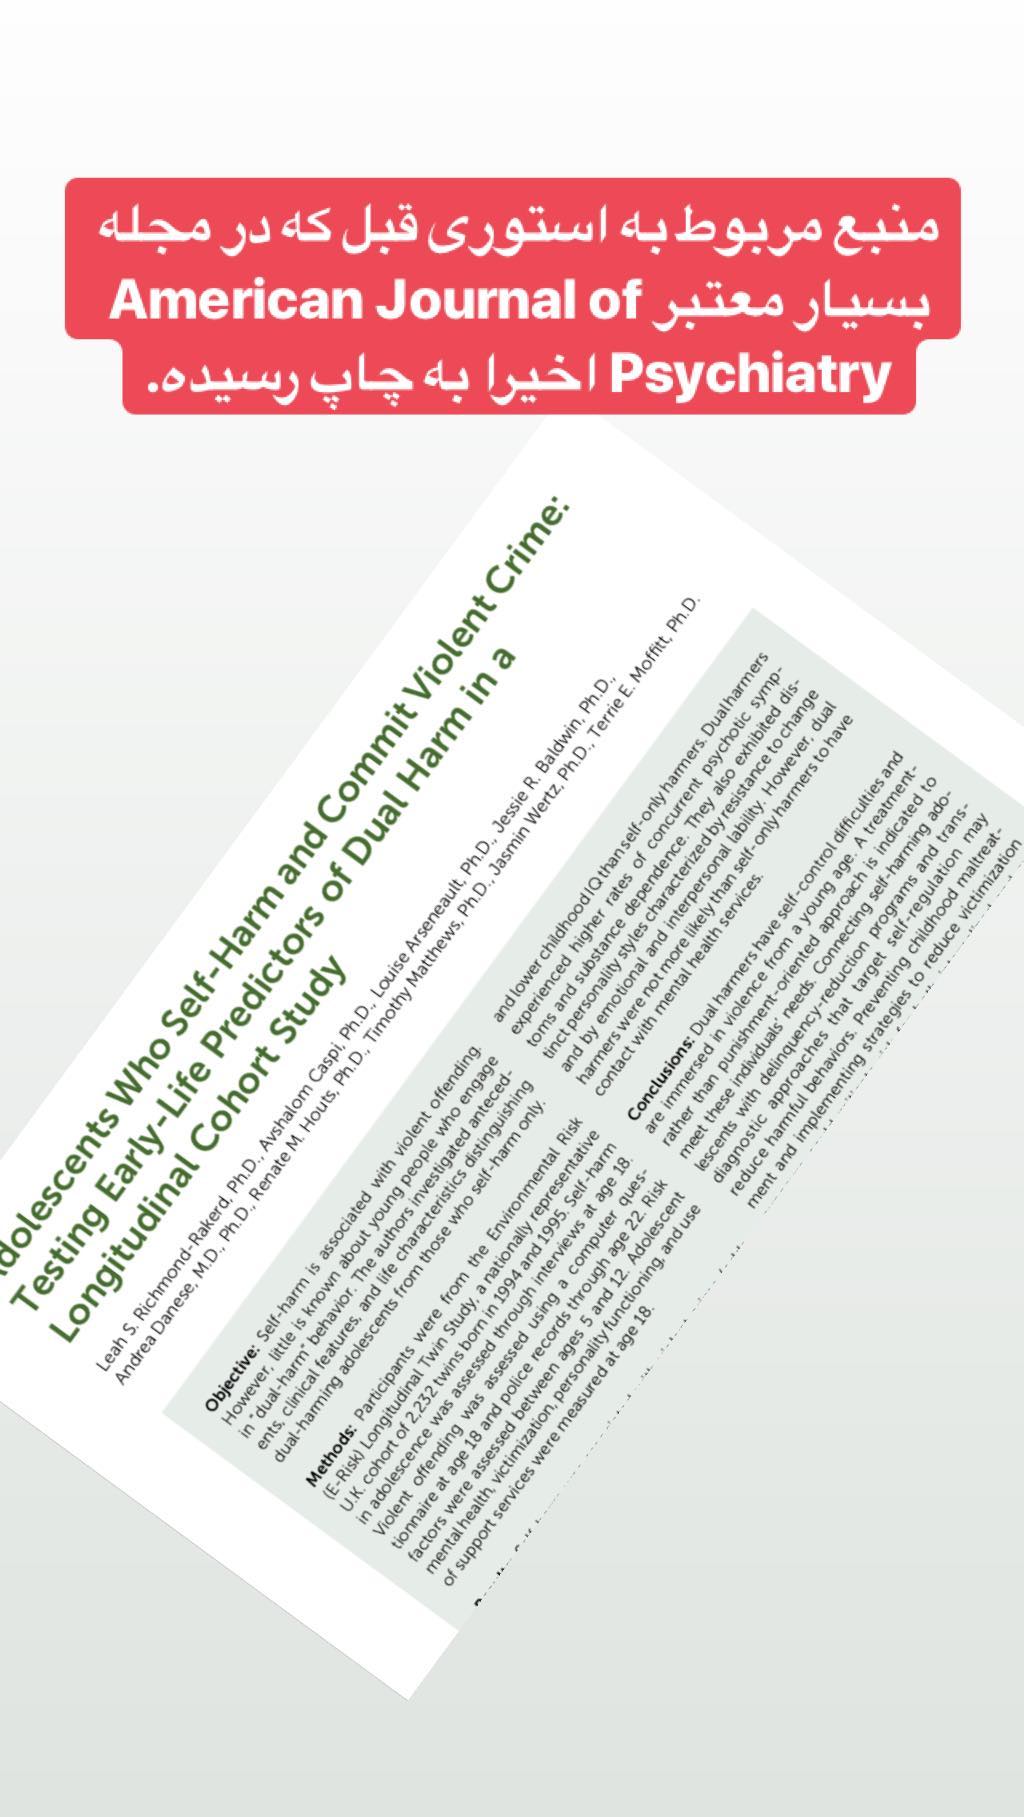 منبع مربوط به استوری قبل که در مجله
بسیار معتبر American Journal of
Psychiatry اخیرا به چاپ رسیده.
dolescents Who Self-Harm and Commit Violent Crime:
Testing Early-Life Predictors of Dual Harm in a
Longitudinal Cohort Study
Leah S. Richmond-Rakerd, Ph.D., Avshalom Caspi, Ph.D., Louise Arseneault, Ph.D., Jessie R. Baldwin, Ph.D.,
Andrea Danese, M.D., Ph.D., Renate M. Houts, Ph.D., Timothy Matthews, Ph.D., Jasmin Wertz, Ph.D., Terrie E. Moffitt, Ph.D.
Objective: Self-harm is associated with violent offending.
However, little is known about young people who engage
in "dual-harm" behavior. The authors investigated anteced-
ents, clinical features, and life characteristics distinguishing
dual-harming adolescents from those who self-harm only.
Methods: Participants were from the Environmental Risk
(E-Risk) Longitudinal Twin Study, a nationally representative
U.K. cohort of 2,232 twins born in 1994 and 1995. Self-harm
in adolescence was assessed through interviews at age 18.
Violent offending was assessed using a computer ques-
tionnaire at age 18 and police records through age 22. Risk
factors were assessed between ages 5 and 12. Adolescent
mental health, victimization, personality functioning, and use
of support services were measured at age 18.
and lower childhood IQ than self-only harmers. Dual harmers
experienced higher rates of concurrent psychotic symp-
toms and substance dependence. They also exhibited dis-
tinct personality styles characterized by resistance to change
and by emotional and interpersonal lability. However, dual
harmers were not more likely than self-only harmers to have
contact with mental health services.
Conclusions: Dual harmers have self-control difficulties and
are immersed in violence from a young age. A treatment-
rather than punishment-oriented approach is indicated to
meet these individuals' needs. Connecting self-harming ado-
lescents with delinquency-reduction programs and trans-
diagnostic approaches that target self-regulation may
reduce harmful behaviors. Preventing childhood maltreat-
ment and implementing strategies to reduce victimization